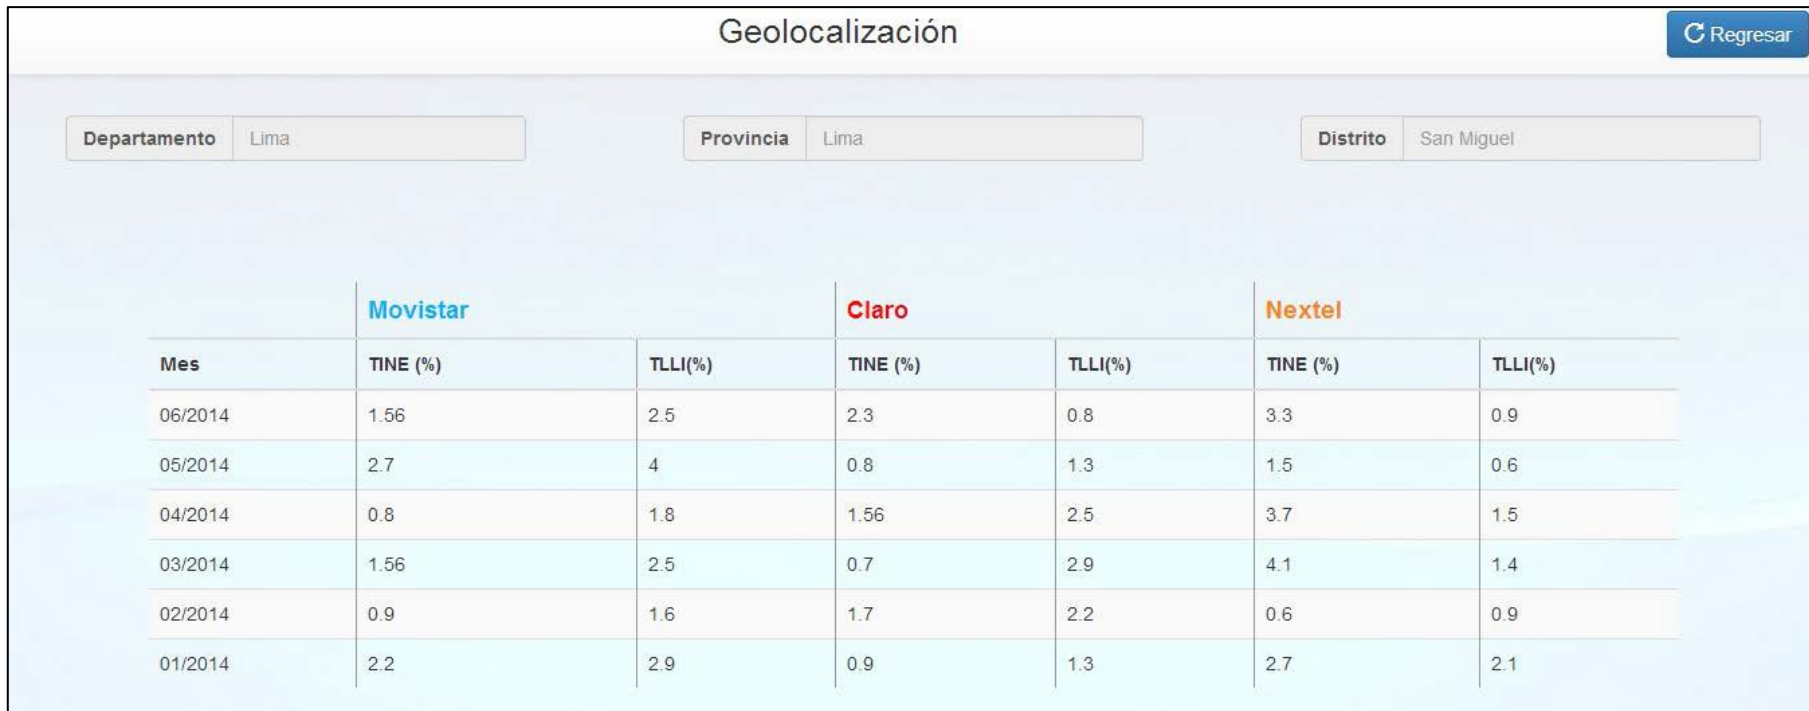 Geolocalización
Regresar
Departamento Lima Provincia Lima Distrito San Miguel
Movistar Claro Nextel
Mes TINE (%) TLLI(%) TINE (%) TLLI(%) TINE (%) TLLI(%)
06/2014 1.56 2.5 2.3 0.8 3.3 0.9
05/2014 2.7 4 0.8 1.3 1.5 0.6
04/2014 0.8 1.8 1.56 2.5 3.7 1.5
03/2014 1.56 2.5 0.7 2.9 4.1 1.4
02/2014 0.9 1.6 1.7 2.2 0.6 0.9
01/2014 2.2 2.9 0.9 1.3 2.7 2.1